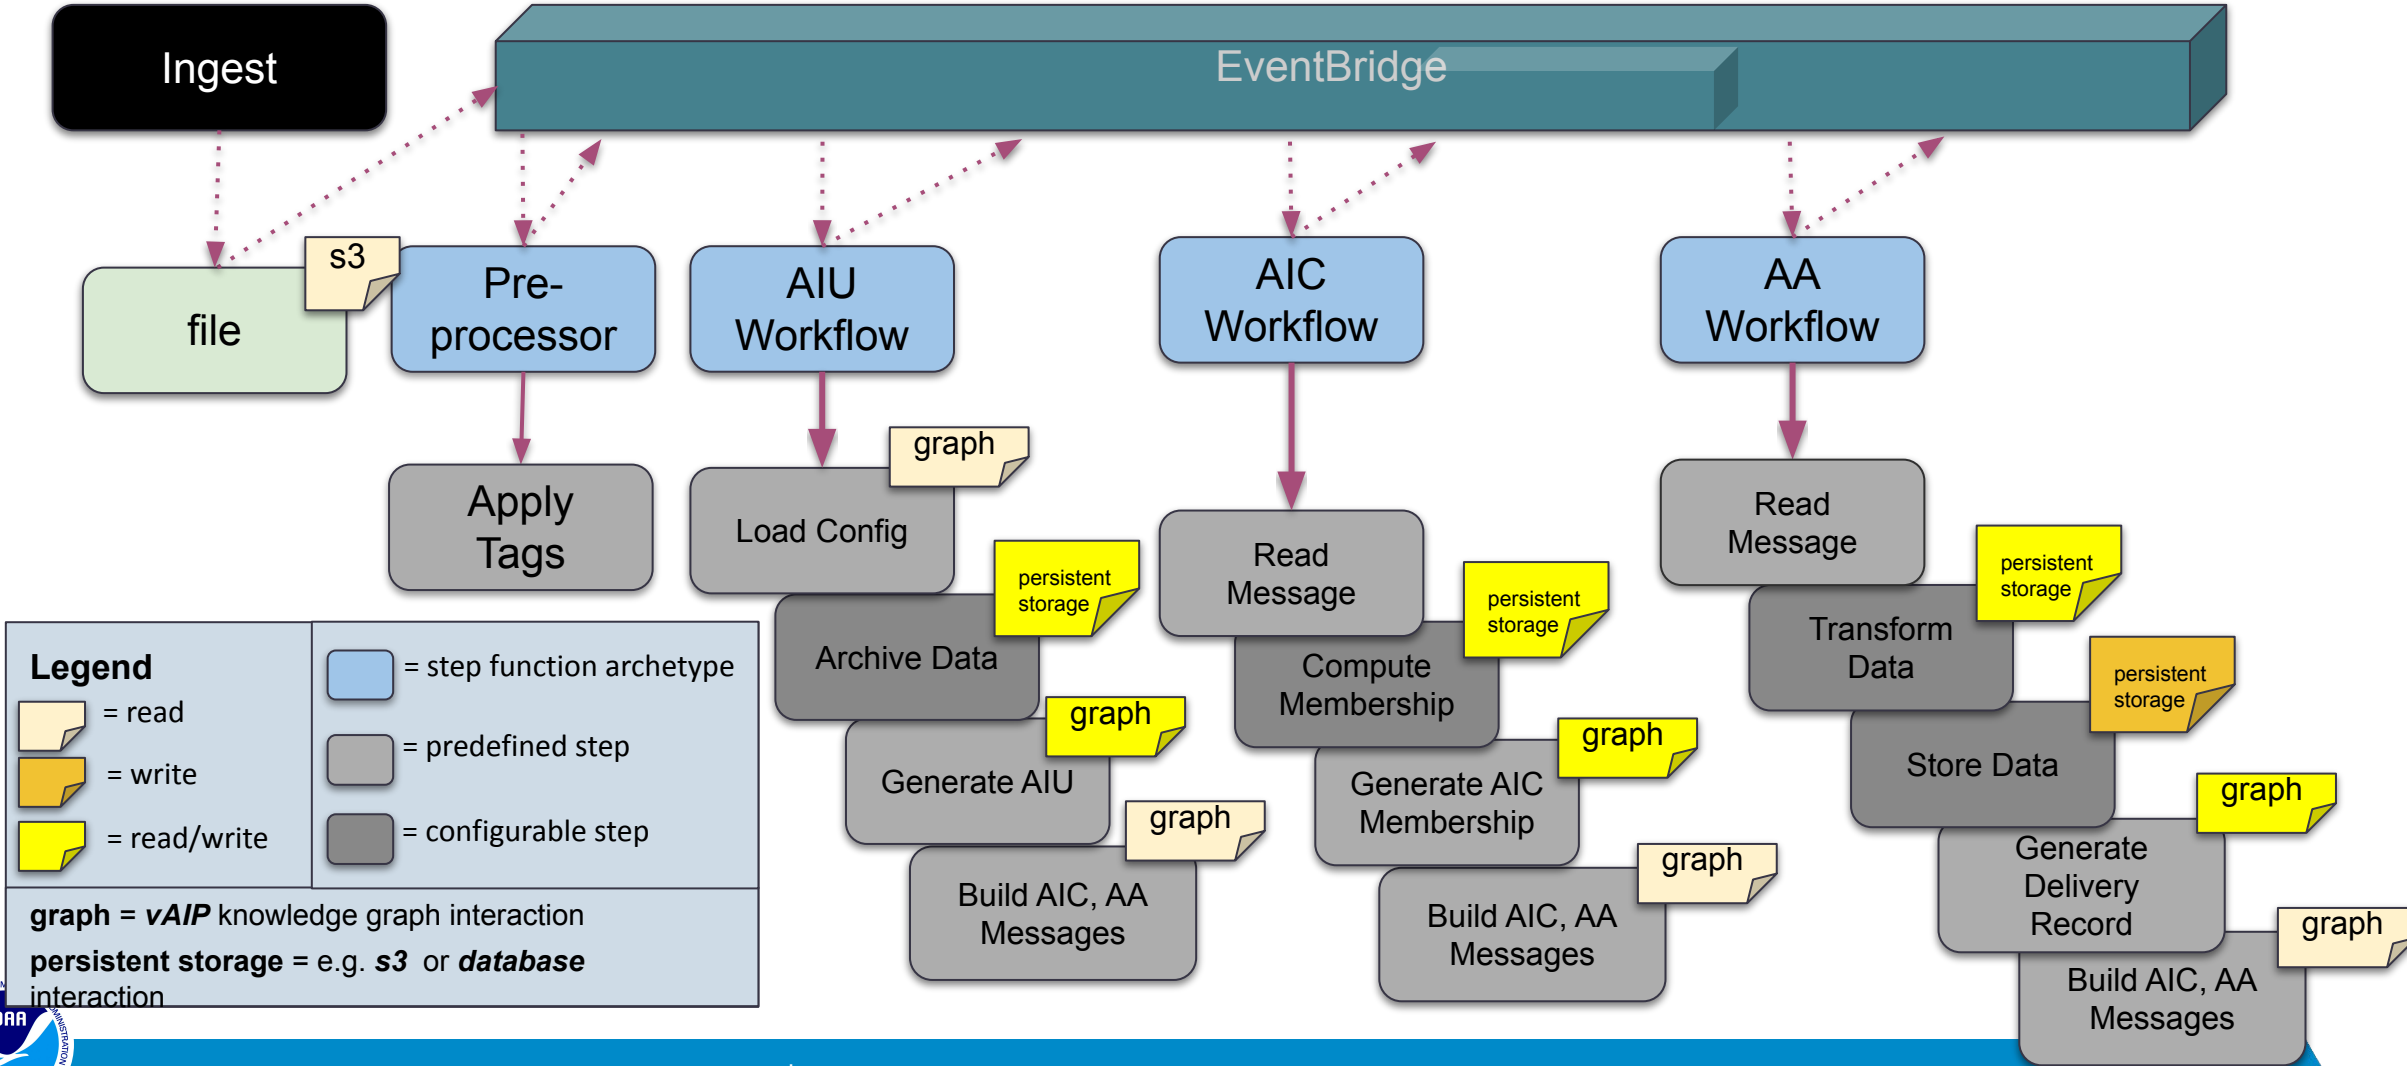 Ingest
EventBridge
s3
file
Pre-
processor
AIU
Workflow
AIC
Workflow
AA
Workflow
Apply
Tags
graph
Load Config
persistent
storage
Archive Data
graph
Generate AIU
graph
Build AIC, AA
Messages
Read
Message
persistent
storage
Compute
Membership
graph
Generate AIC
Membership
graph
Build AIC, AA
Messages
Read
Message
persistent
storage
Transform
Data
persistent
storage
Store Data
graph
Generate
Delivery
Record
graph
Build AIC, AA
Messages
Legend
= read
= write
= read/write
= step function archetype
= predefined step
= configurable step
graph = vAIP knowledge graph interaction
persistent storage = e.g. s3 or database
interaction